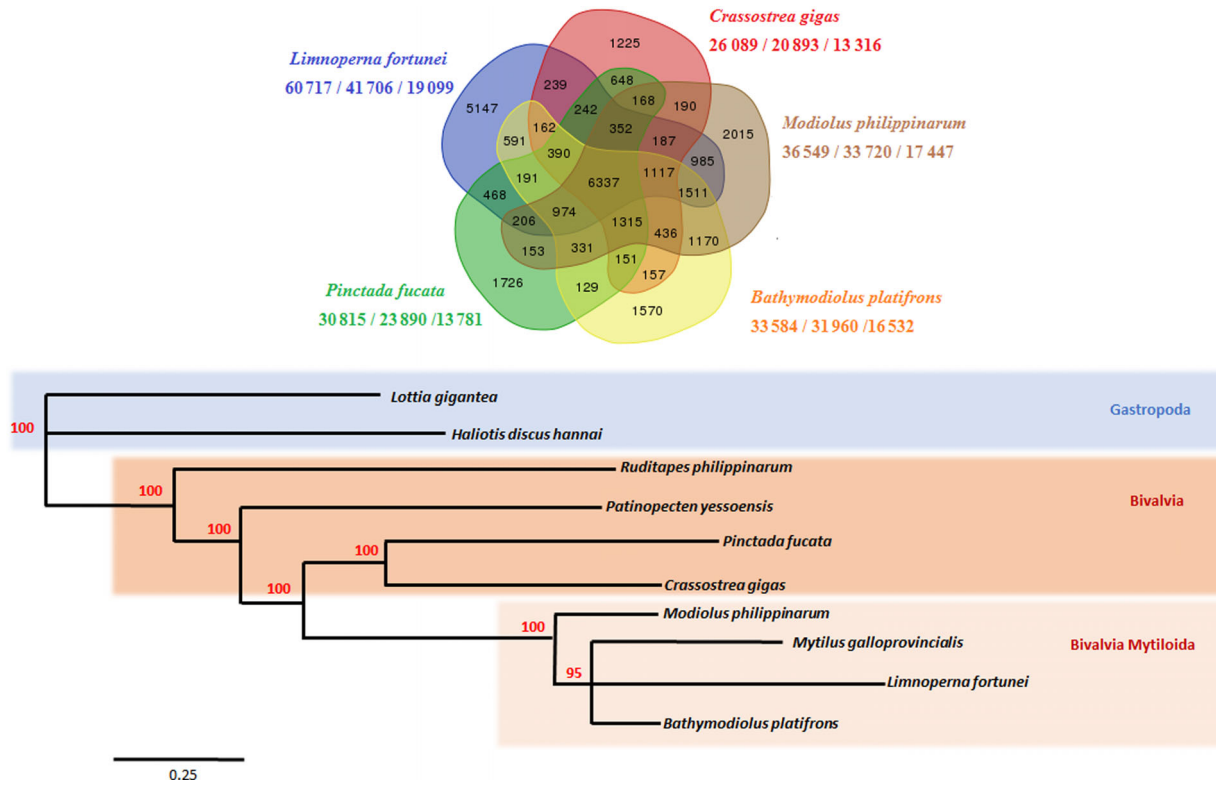 Crassostrea gigas
26 089 / 20 893 / 13 316
Limnoperna fortunei
60 717 / 41 706 / 19 099
Modiolus philippinarum
36 549 / 33 720 / 17 447
Pinctada fucata
30 815 / 23 890 /13 781
Bathymodiolus platifrons
33 584 / 31 960 /16 532
1225
239
648
168
190
5147
242
352
187
2015
591
162
390
985
191
6337
1117
1511
468
206
974
1315
436
1170
153
331
151
157
1726
129
1570
Lottia gigantea
Gastropoda
100
Haliotis discus hannai
Ruditapes philippinarum
100
Bivalvia
Patinopecten yessoensis
100
Pinctada fucata
100
Crassostrea gigas
100
Modiolus philippinarum
100
Mytilus galloprovincialis
Bivalvia Mytiloida
95
Limnoperna fortunei
Bathymodiolus platifrons
0.25